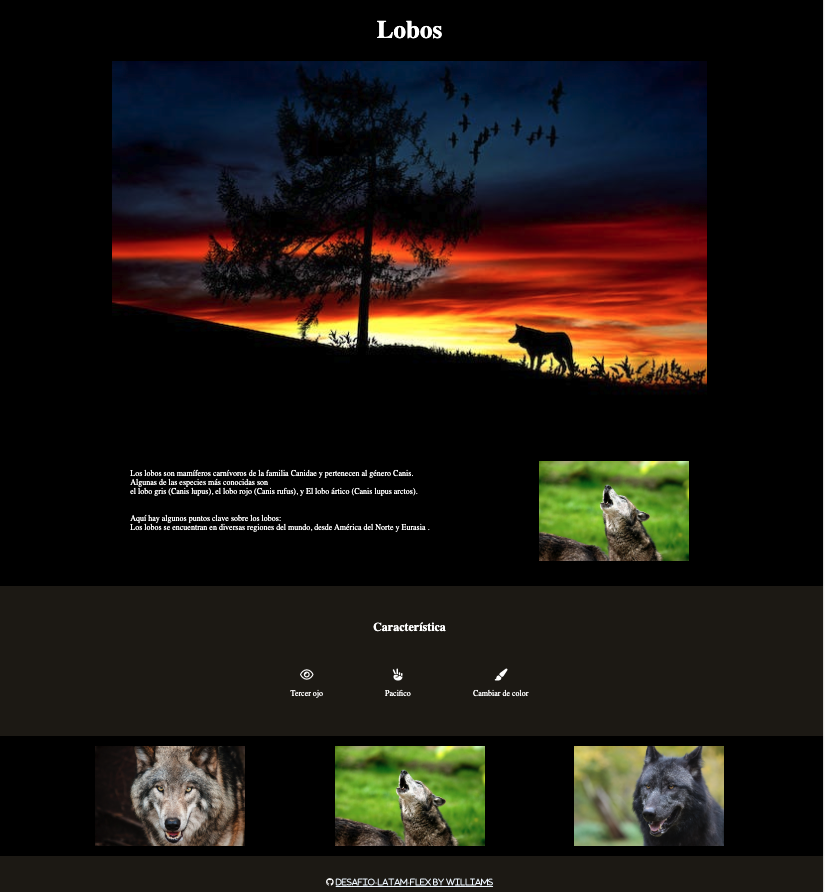 Lobos
Los lobos son mamíferos carnívoros de la familia Canidae y pertenecen al género Canis.
Algunas de las especies más conocidas son
el lobo gris (Canis lupus), el lobo rojo (Canis rufus), y El lobo ártico (Canis lupus arctos).
Aquí hay algunos puntos clave sobre los lobos:
Los lobos se encuentran en diversas regiones del mundo, desde América del Norte y Eurasia .
Característica
Tercer ojo
Pacifico
Cambiar de color
DESAFIO-LATAM-FLEX BY WILLIAMS